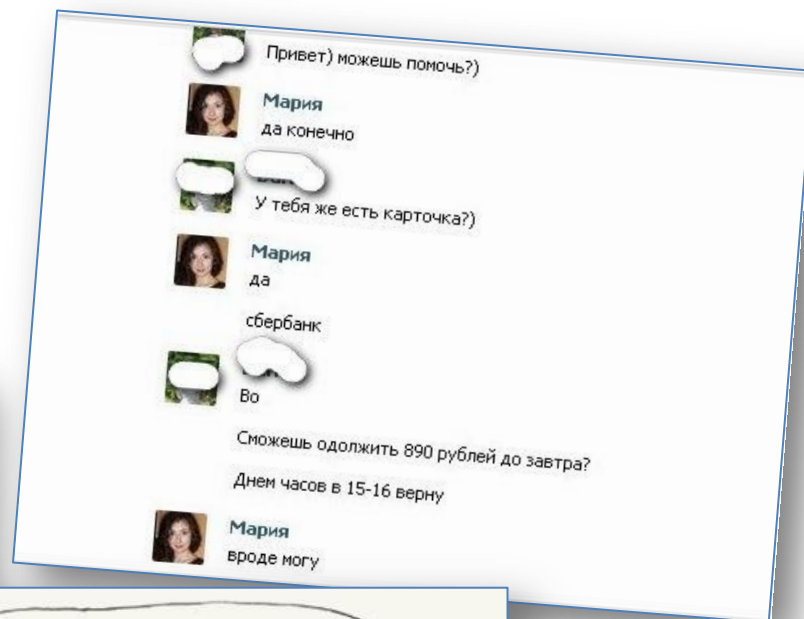 Привет) можешь помочь?)
Мария
да конечно
У тебя же есть карточка?)
Мария
да
сбербанк
Во
Сможешь одолжить 890 рублей до завтра?
Днем часов в 15-16 верну
Мария
вроде могу